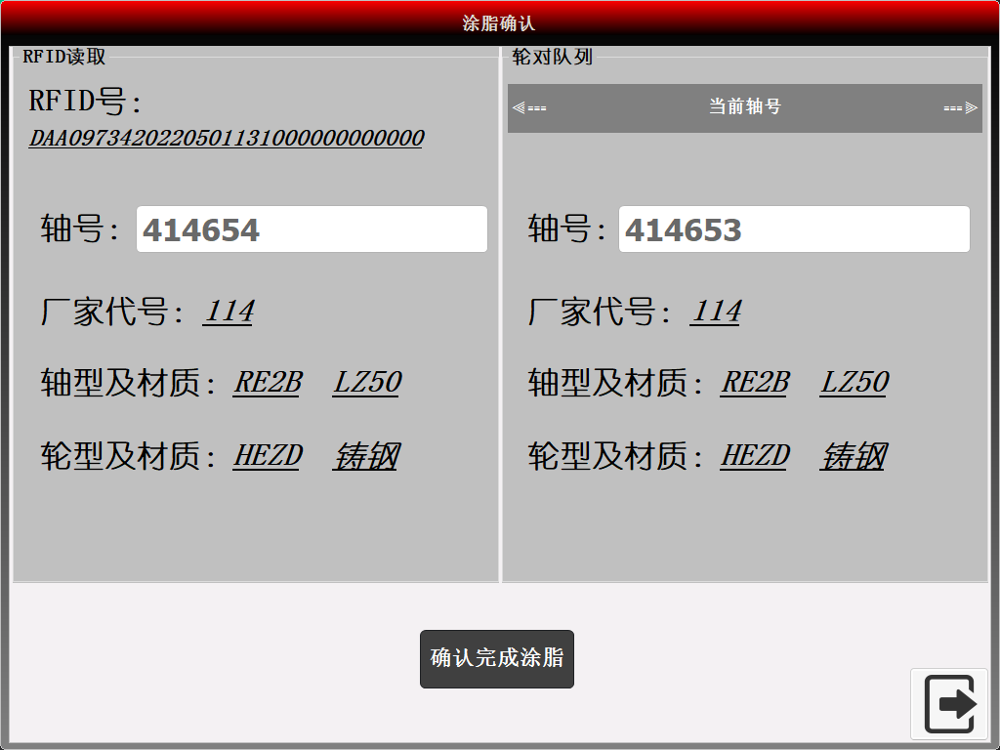 涂脂确认
RFID读取
RFID号:
DAA09734202205011310000000000000
轴号: 414654
厂家代号: 114
轴型及材质: RE2B LZ50
轮型及材质: HEZD 铸钢
轮对队列
⫷=== 当前轴号 ===⫸
轴号: 414653
厂家代号: 114
轴型及材质: RE2B LZ50
轮型及材质: HEZD 铸钢
确认完成涂脂